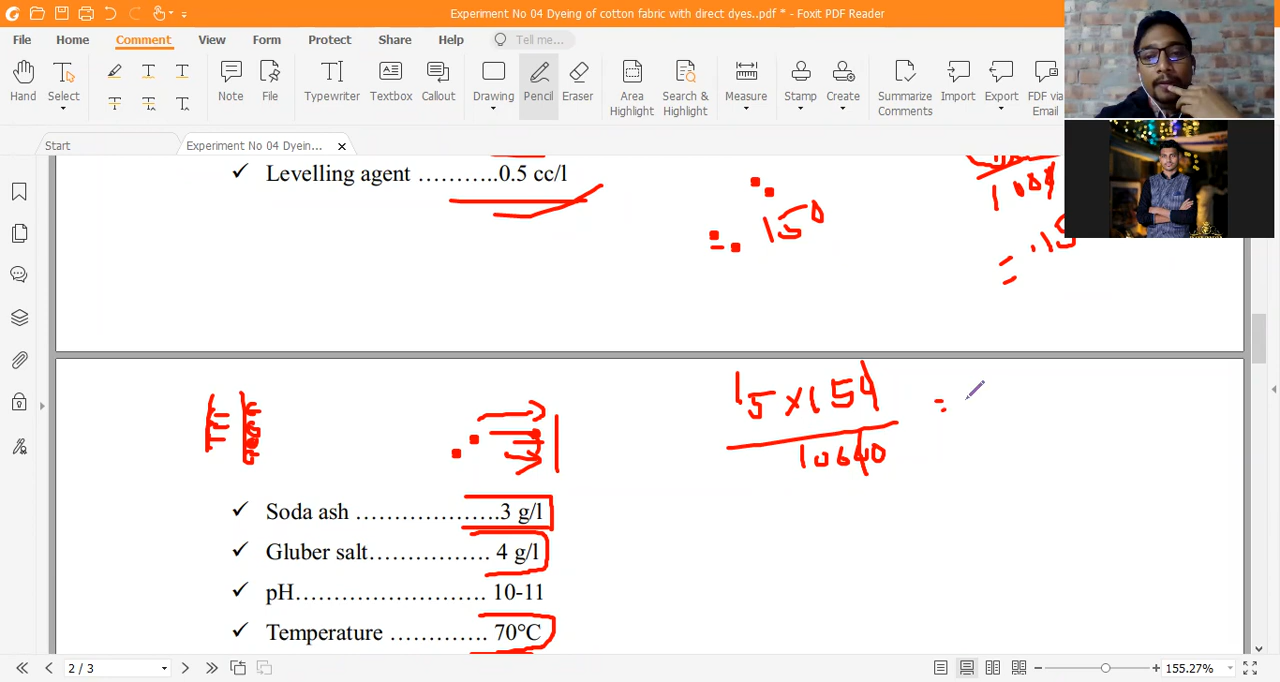 Experiment No 04 Dyeing of cotton fabric with direct dyes..pdf * - Foxit PDF Reader
File Home Comment View Form Protect Share Help Tell me...
Hand Select Note File Typewriter Textbox Callout Drawing Pencil Eraser Area Highlight Search & Highlight Measure Stamp Create Summarize Comments Import Export FDF via Email
Start Experiment No 04 Dyein...
✓ Levelling agent ………..0.5 cc/l
150
= .15
15×154 =
✓ Soda ash ……………….3 g/l
✓ Gluber salt……………. 4 g/l
✓ pH……………………. 10-11
✓ Temperature …………. 70°C
2 / 3
155.27%